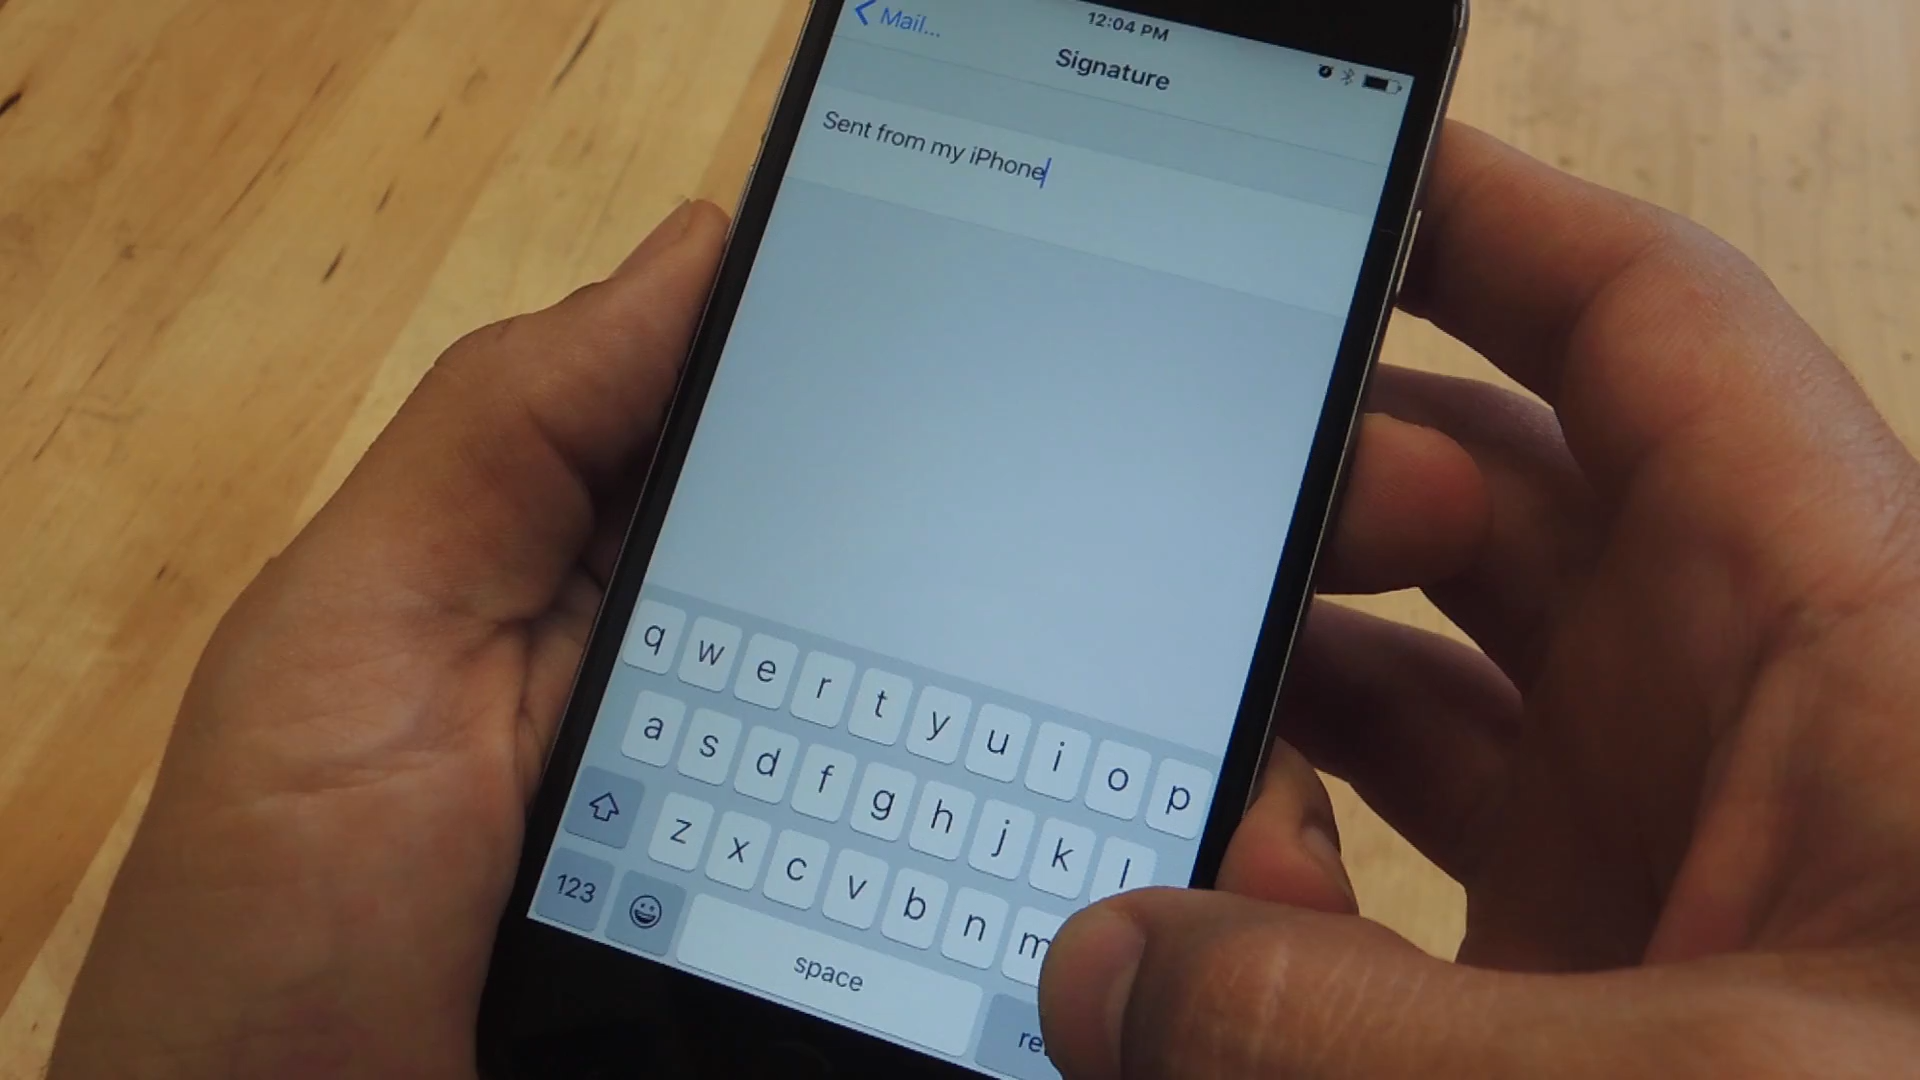 Mail...
12:04 PM
Signature
Sent from my iPhone
q w e r t y u i o p
a s d f g h j k l
z x c v b n m
123
space